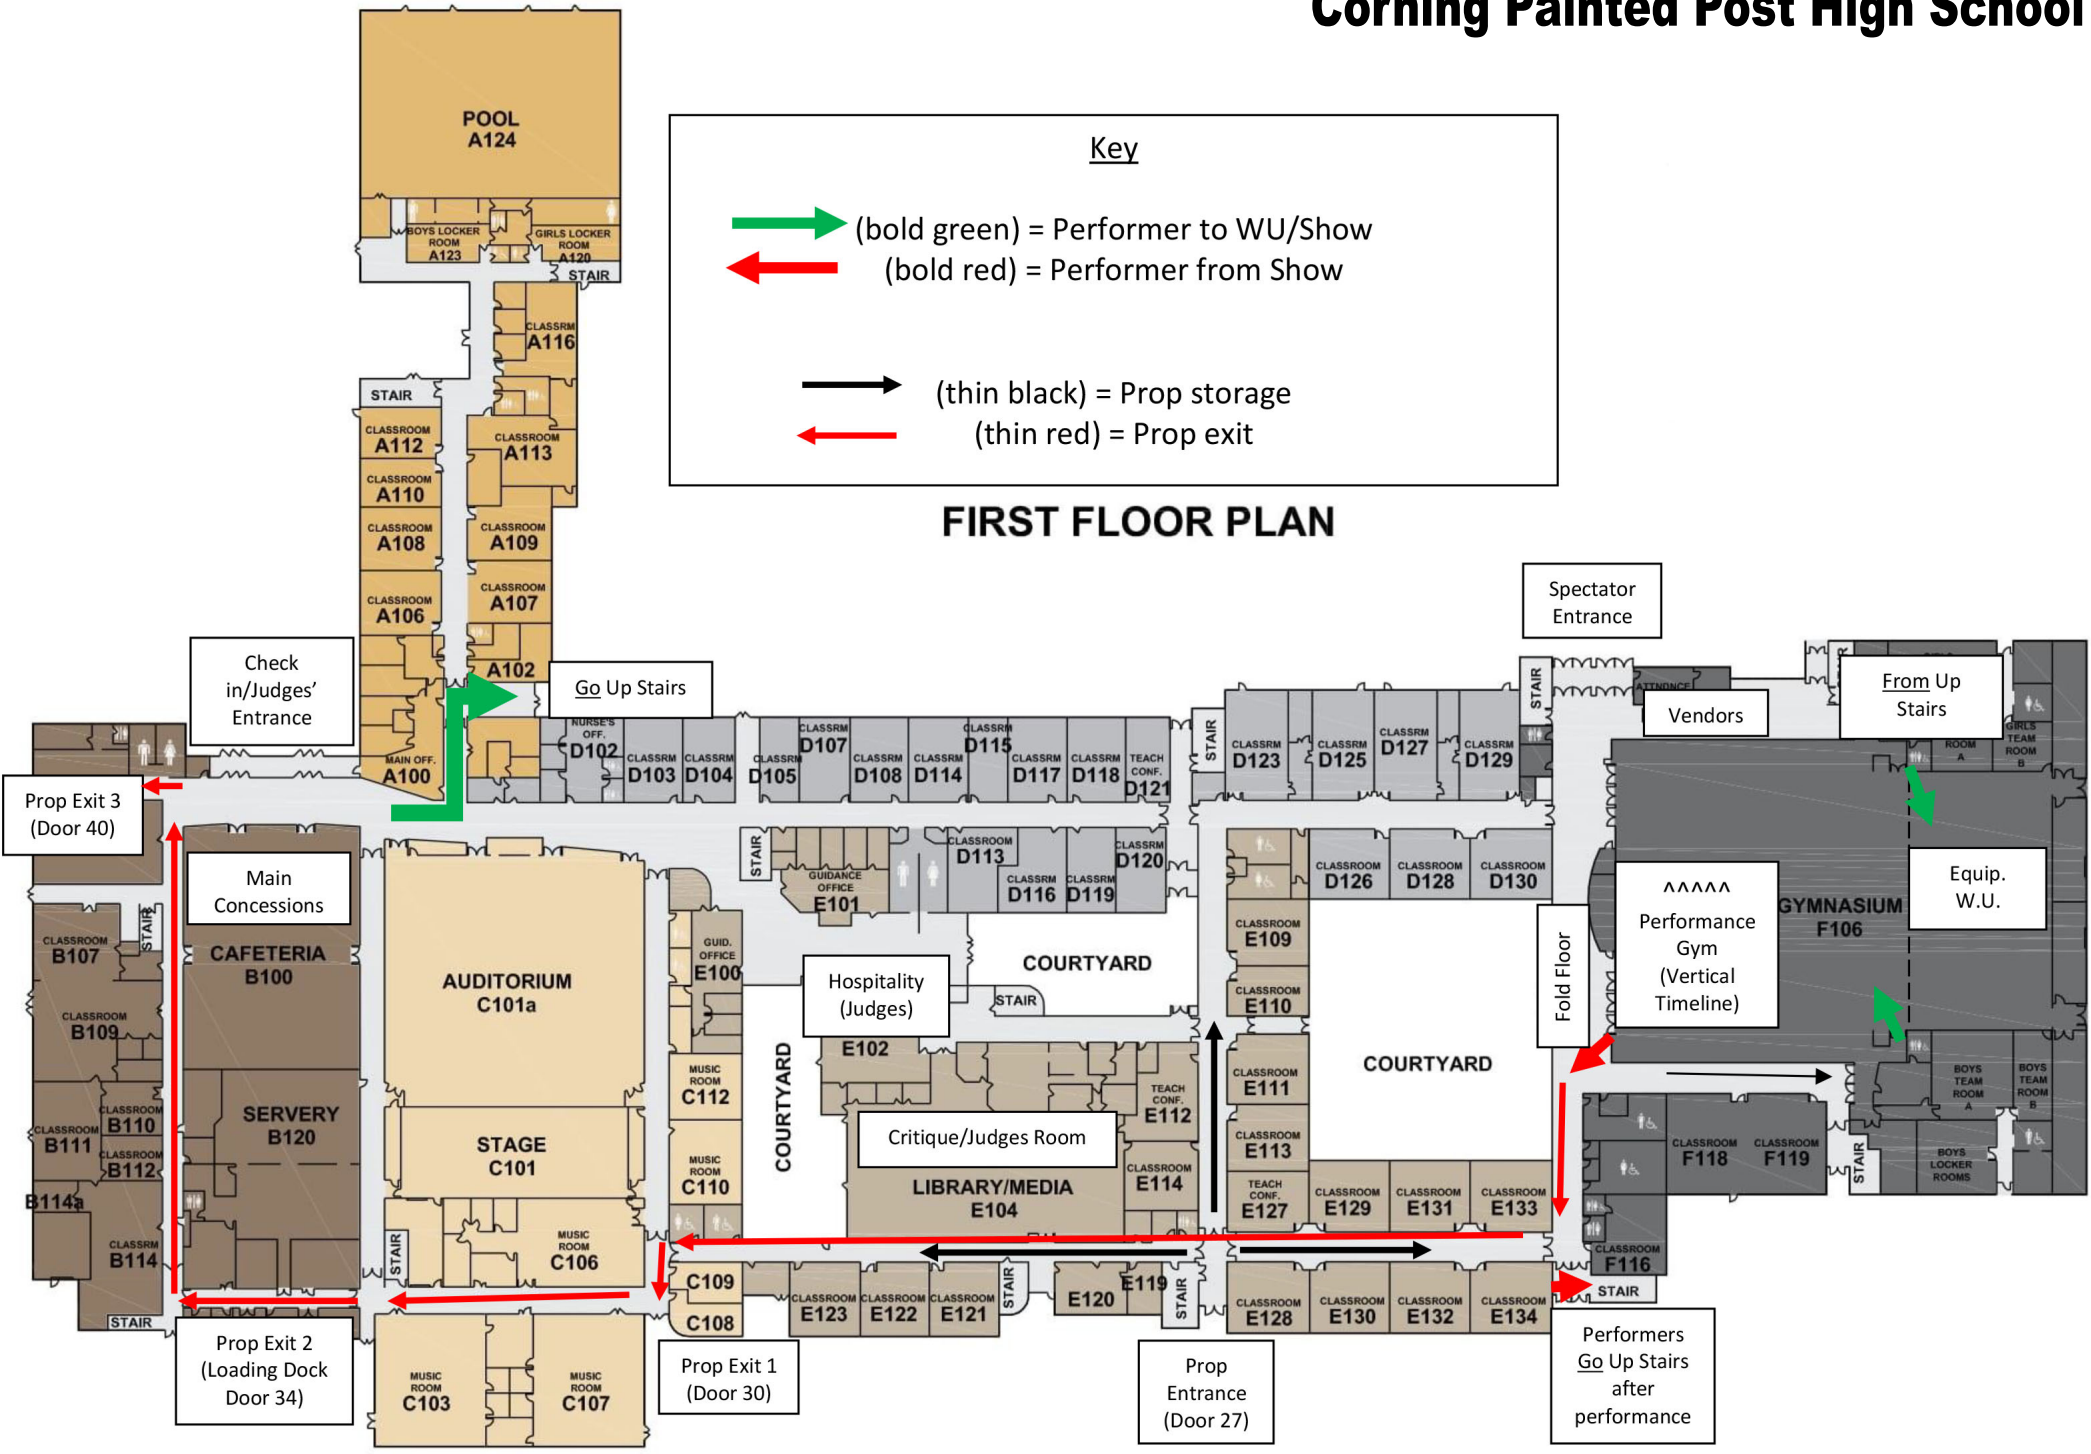 Corning Painted Post High School
POOL
A124
BOYS LOCKER
ROOM
A123
GIRLS LOCKER
ROOM
A120
STAIR
Key
(bold green) = Performer to WU/Show
(bold red) = Performer from Show
(thin black) = Prop storage
(thin red) = Prop exit
FIRST FLOOR PLAN
CLASSRM
A116
STAIR
CLASSROOM
A112
CLASSROOM
A113
CLASSROOM
A110
CLASSROOM
A108
CLASSROOM
A109
CLASSROOM
A106
CLASSROOM
A107
A102
MAIN OFF.
A100
Check
in/Judges'
Entrance
Go Up Stairs
Spectator
Entrance
Vendors
From Up
Stairs
Prop Exit 3
(Door 40)
NURSE'S
OFF.
D102
CLASSRM
D103
CLASSRM
D104
D105
CLASSRM
D107
CLASSRM
D108
CLASSRM
D114
CLASSRM
D115
CLASSRM
D117
CLASSRM
D118
TEACH
CONF.
D121
STAIR
CLASSRM
D123
CLASSRM
D125
CLASSRM
D127
CLASSRM
D129
STAIR
ATTNDNCE
ROOM
A
GIRLS
TEAM
ROOM
B
Main
Concessions
CAFETERIA
B100
STAIR
CLASSROOM
B107
CLASSROOM
B109
CLASSROOM
B110
CLASSROOM
B111
CLASSROOM
B112
B114a
CLASSRM
B114
STAIR
SERVERY
B120
AUDITORIUM
C101a
STAGE
C101
STAIR
MUSIC
ROOM
C106
MUSIC
ROOM
C103
MUSIC
ROOM
C107
STAIR
GUIDANCE
OFFICE
E101
GUID.
OFFICE
E100
MUSIC
ROOM
C112
MUSIC
ROOM
C110
C109
C108
CLASSROOM
D113
CLASSRM
D116
CLASSRM
D119
CLASSRM
D120
COURTYARD
STAIR
Hospitality
(Judges)
E102
COURTYARD
Critique/Judges Room
LIBRARY/MEDIA
E104
TEACH
CONF.
E112
CLASSROOM
E114
CLASSROOM
E123
CLASSROOM
E122
CLASSROOM
E121
STAIR
E120
E119
STAIR
CLASSROOM
D126
CLASSROOM
D128
CLASSROOM
D130
CLASSROOM
E109
CLASSROOM
E110
CLASSROOM
E111
CLASSROOM
E113
TEACH
CONF.
E127
CLASSROOM
E129
CLASSROOM
E131
CLASSROOM
E133
COURTYARD
CLASSROOM
E128
CLASSROOM
E130
CLASSROOM
E132
CLASSROOM
E134
Fold Floor
^^^^^
Performance
Gym
(Vertical
Timeline)
GYMNASIUM
F106
Equip.
W.U.
BOYS
TEAM
ROOM
A
BOYS
TEAM
ROOM
B
CLASSROOM
F118
CLASSROOM
F119
STAIR
BOYS
LOCKER
ROOMS
CLASSROOM
F116
STAIR
Prop Exit 2
(Loading Dock
Door 34)
Prop Exit 1
(Door 30)
Prop
Entrance
(Door 27)
Performers
Go Up Stairs
after
performance